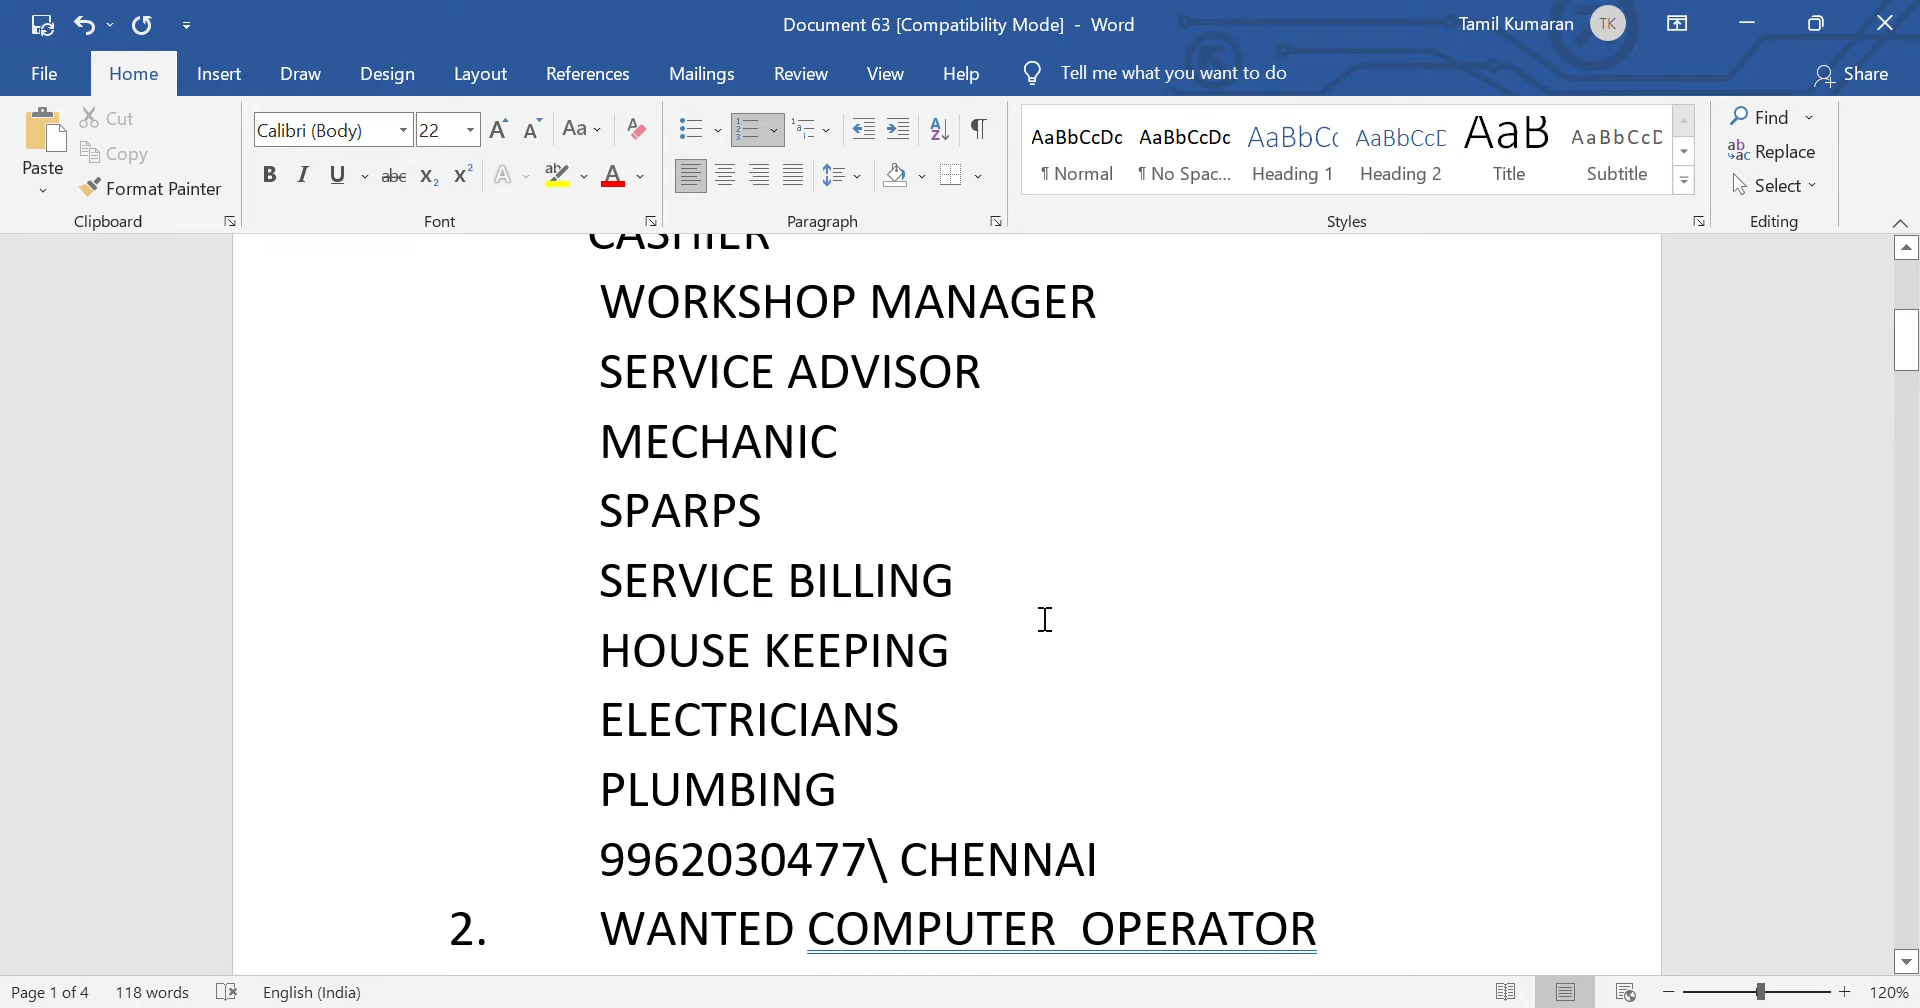 Document 63 [Compatibility Mode] - Word
Tamil Kumaran TK
File Home Insert Draw Design Layout References Mailings Review View Help Tell me what you want to do Share
Paste
Cut
Copy
Format Painter
Clipboard
Calibri (Body) 22
Font
Paragraph
AaBbCcDc AaBbCcDc AaBbCc AaBbCcD AaB AaBbCcD
¶ Normal ¶ No Spac... Heading 1 Heading 2 Title Subtitle
Styles
Find
Replace
Select
Editing
CASHIER
WORKSHOP MANAGER
SERVICE ADVISOR
MECHANIC
SPARPS
SERVICE BILLING
HOUSE KEEPING
ELECTRICIANS
PLUMBING
9962030477\ CHENNAI
2. WANTED COMPUTER OPERATOR
Page 1 of 4 118 words English (India) 120%